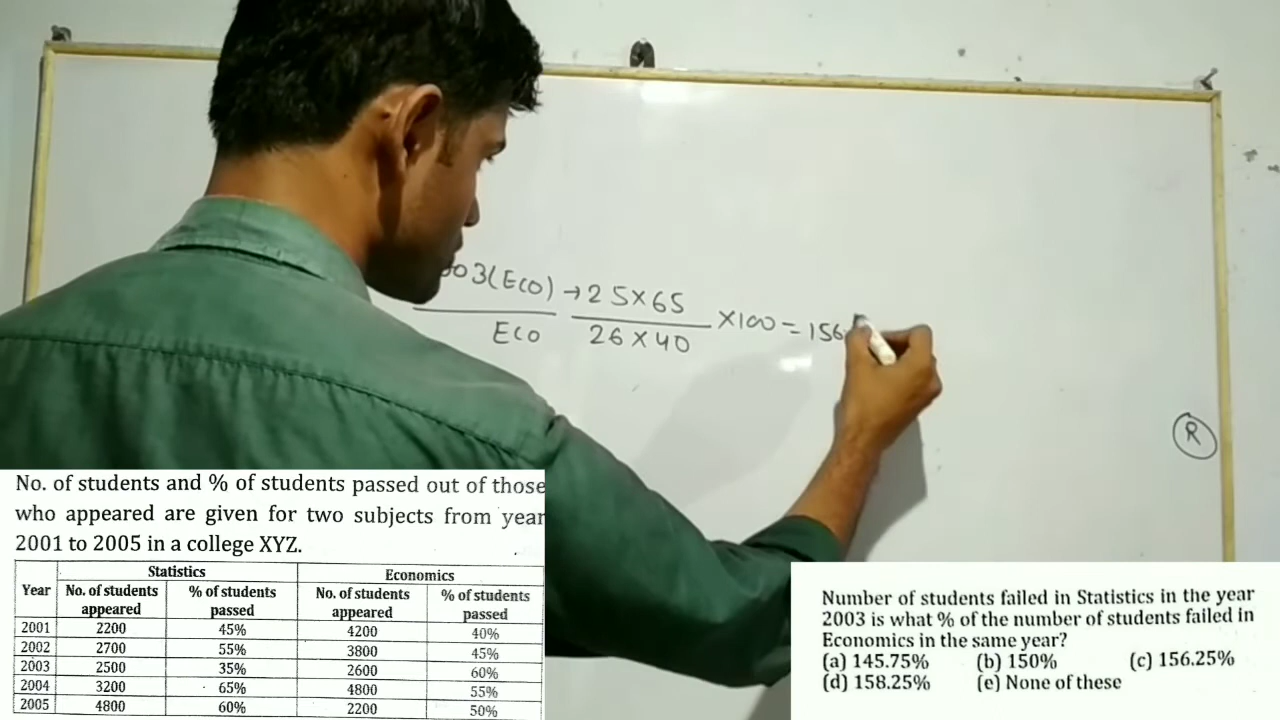 003(Eco) → 25×65
Eco 26×40 ×100 = 156
R
No. of students and % of students passed out of those
who appeared are given for two subjects from year
2001 to 2005 in a college XYZ.
Statistics Economics
Year No. of students appeared % of students passed No. of students appeared % of students passed
2001 2200 45% 4200 40%
2002 2700 55% 3800 45%
2003 2500 35% 2600 60%
2004 3200 65% 4800 55%
2005 4800 60% 2200 50%
Number of students failed in Statistics in the year
2003 is what % of the number of students failed in
Economics in the same year?
(a) 145.75% (b) 150% (c) 156.25%
(d) 158.25% (e) None of these